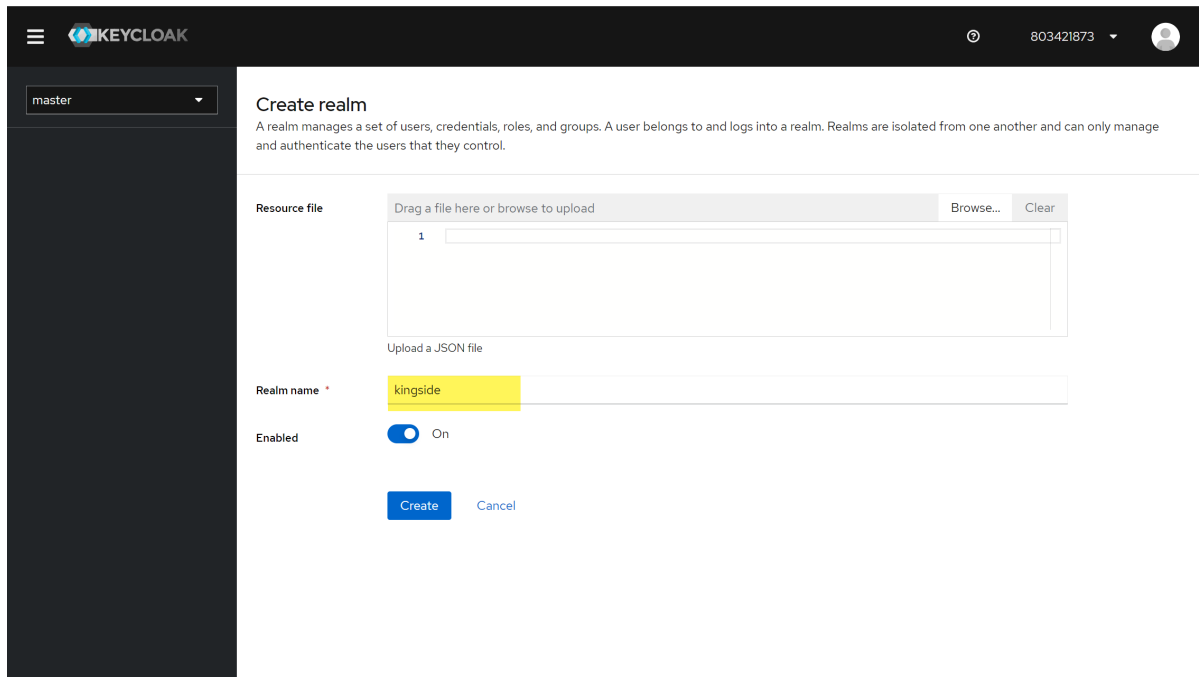 KEYCLOAK
803421873
master
Create realm
A realm manages a set of users, credentials, roles, and groups. A user belongs to and logs into a realm. Realms are isolated from one another and can only manage
and authenticate the users that they control.
Resource file
Drag a file here or browse to upload
Browse...
Clear
1
Upload a JSON file
Realm name *
kingside
Enabled
On
Create
Cancel